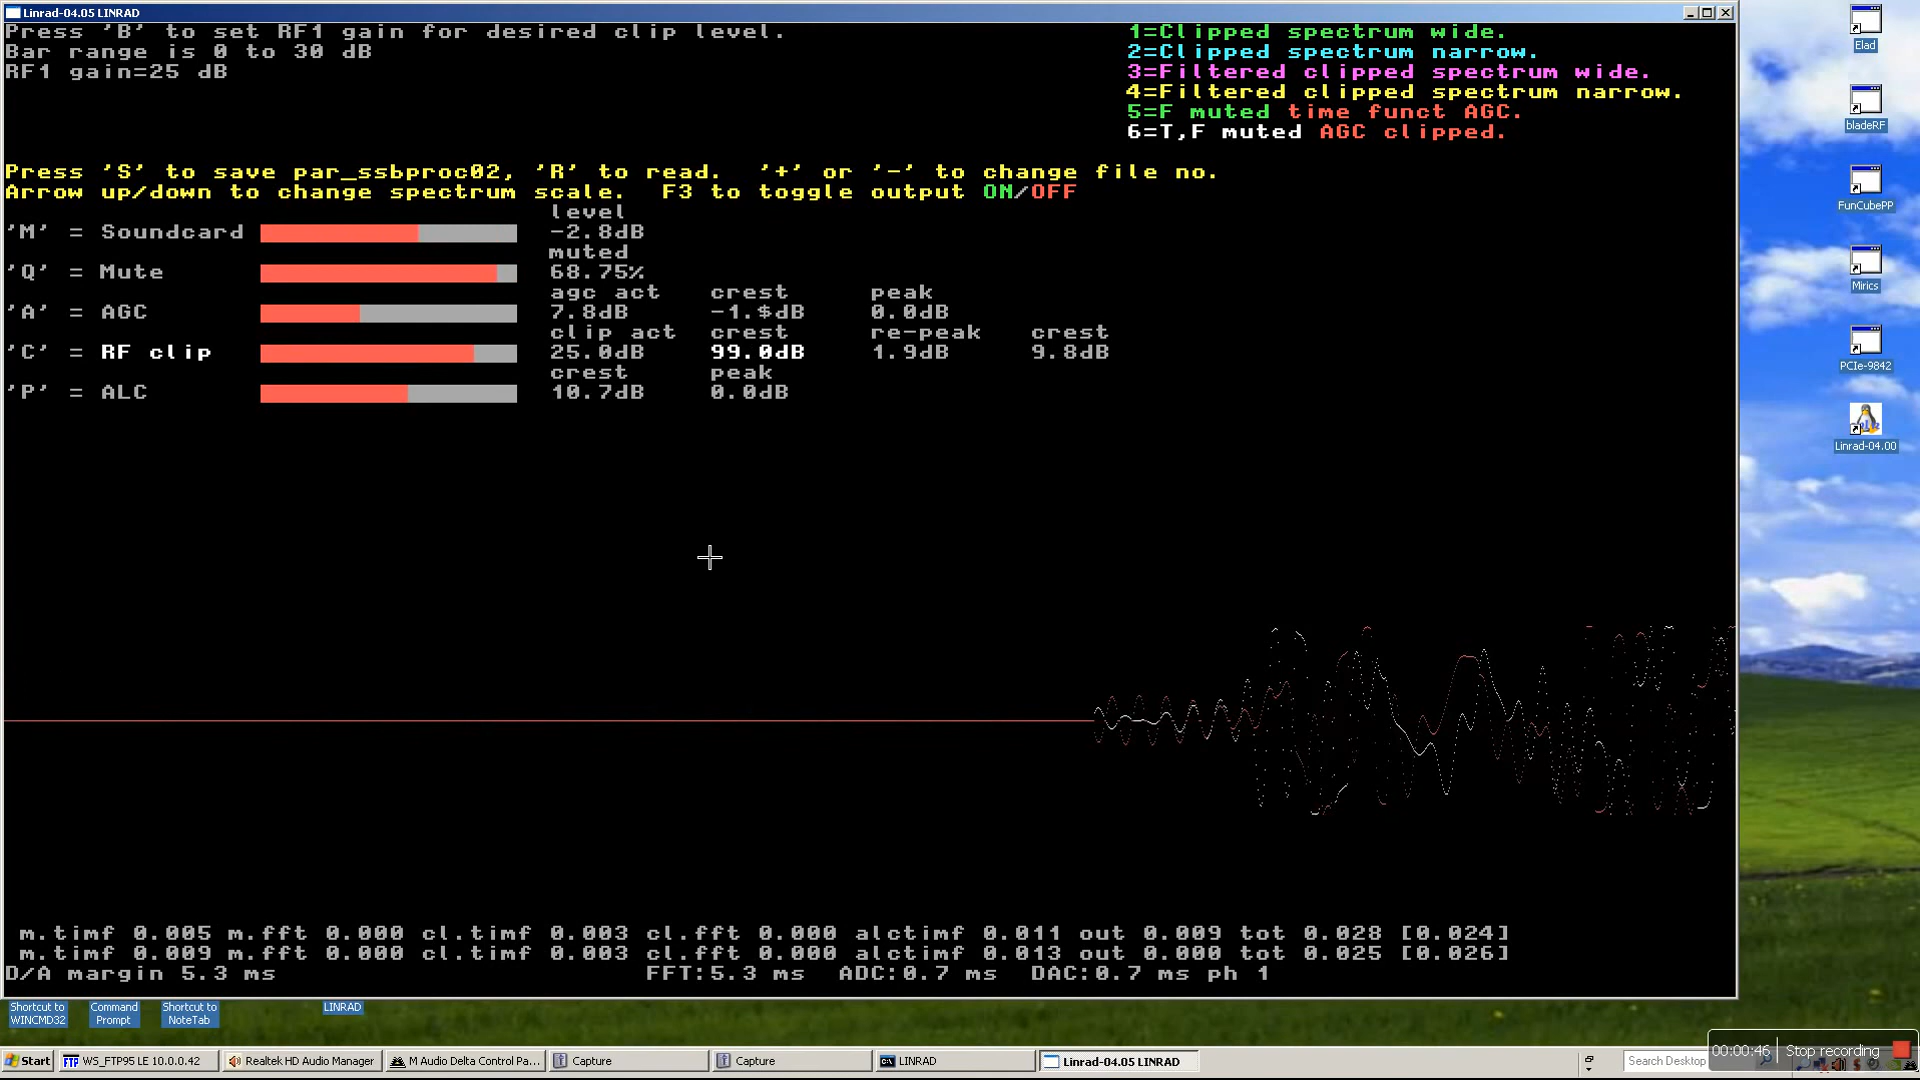 Linrad-04.05 LINRAD
Press 'B' to set RF1 gain for desired clip level.
Bar range is 0 to 30 dB
RF1 gain=25 dB
1=Clipped spectrum wide.
2=Clipped spectrum narrow.
3=Filtered clipped spectrum wide.
4=Filtered clipped spectrum narrow.
5=F muted time funct AGC.
6=T,F muted AGC clipped.
Press 'S' to save par_ssbproc02, 'R' to read. '+' or '-' to change file no.
Arrow up/down to change spectrum scale. F3 to toggle output ON/OFF
level
'M' = Soundcard -2.8dB
muted
'Q' = Mute 68.75%
agc act crest peak
'A' = AGC 7.8dB -1.$dB 0.0dB
clip act crest re-peak crest
'C' = RF clip 25.0dB 99.0dB 1.9dB 9.8dB
crest peak
'P' = ALC 10.7dB 0.0dB
m.timf 0.005 m.fft 0.000 cl.timf 0.003 cl.fft 0.000 alctimf 0.011 out 0.009 tot 0.028 [0.024]
m.timf 0.009 m.fft 0.000 cl.timf 0.003 cl.fft 0.000 alctimf 0.013 out 0.000 tot 0.025 [0.026]
D/A margin 5.3 ms FFT:5.3 ms ADC:0.7 ms DAC:0.7 ms ph 1
Elad
bladeRF
FunCubePP
Mirics
PCIe-9842
Linrad-04.00
Shortcut to WINCMD32
Command Prompt
Shortcut to NoteTab
LINRAD
Start
WS_FTP95 LE 10.0.0.42
Realtek HD Audio Manager
M Audio Delta Control Pa...
Capture
Capture
LINRAD
Linrad-04.05 LINRAD
Search Desktop
00:00:46 Stop recording